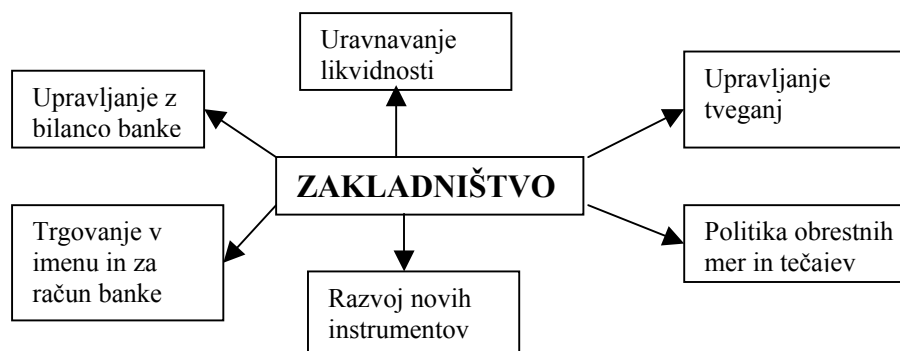 Uravnavanje
likvidnosti
Upravljanje z
bilanco banke
Upravljanje
tveganj
ZAKLADNIŠTVO
Trgovanje v
imenu in za
račun banke
Razvoj novih
instrumentov
Politika obrestnih
mer in tečajev